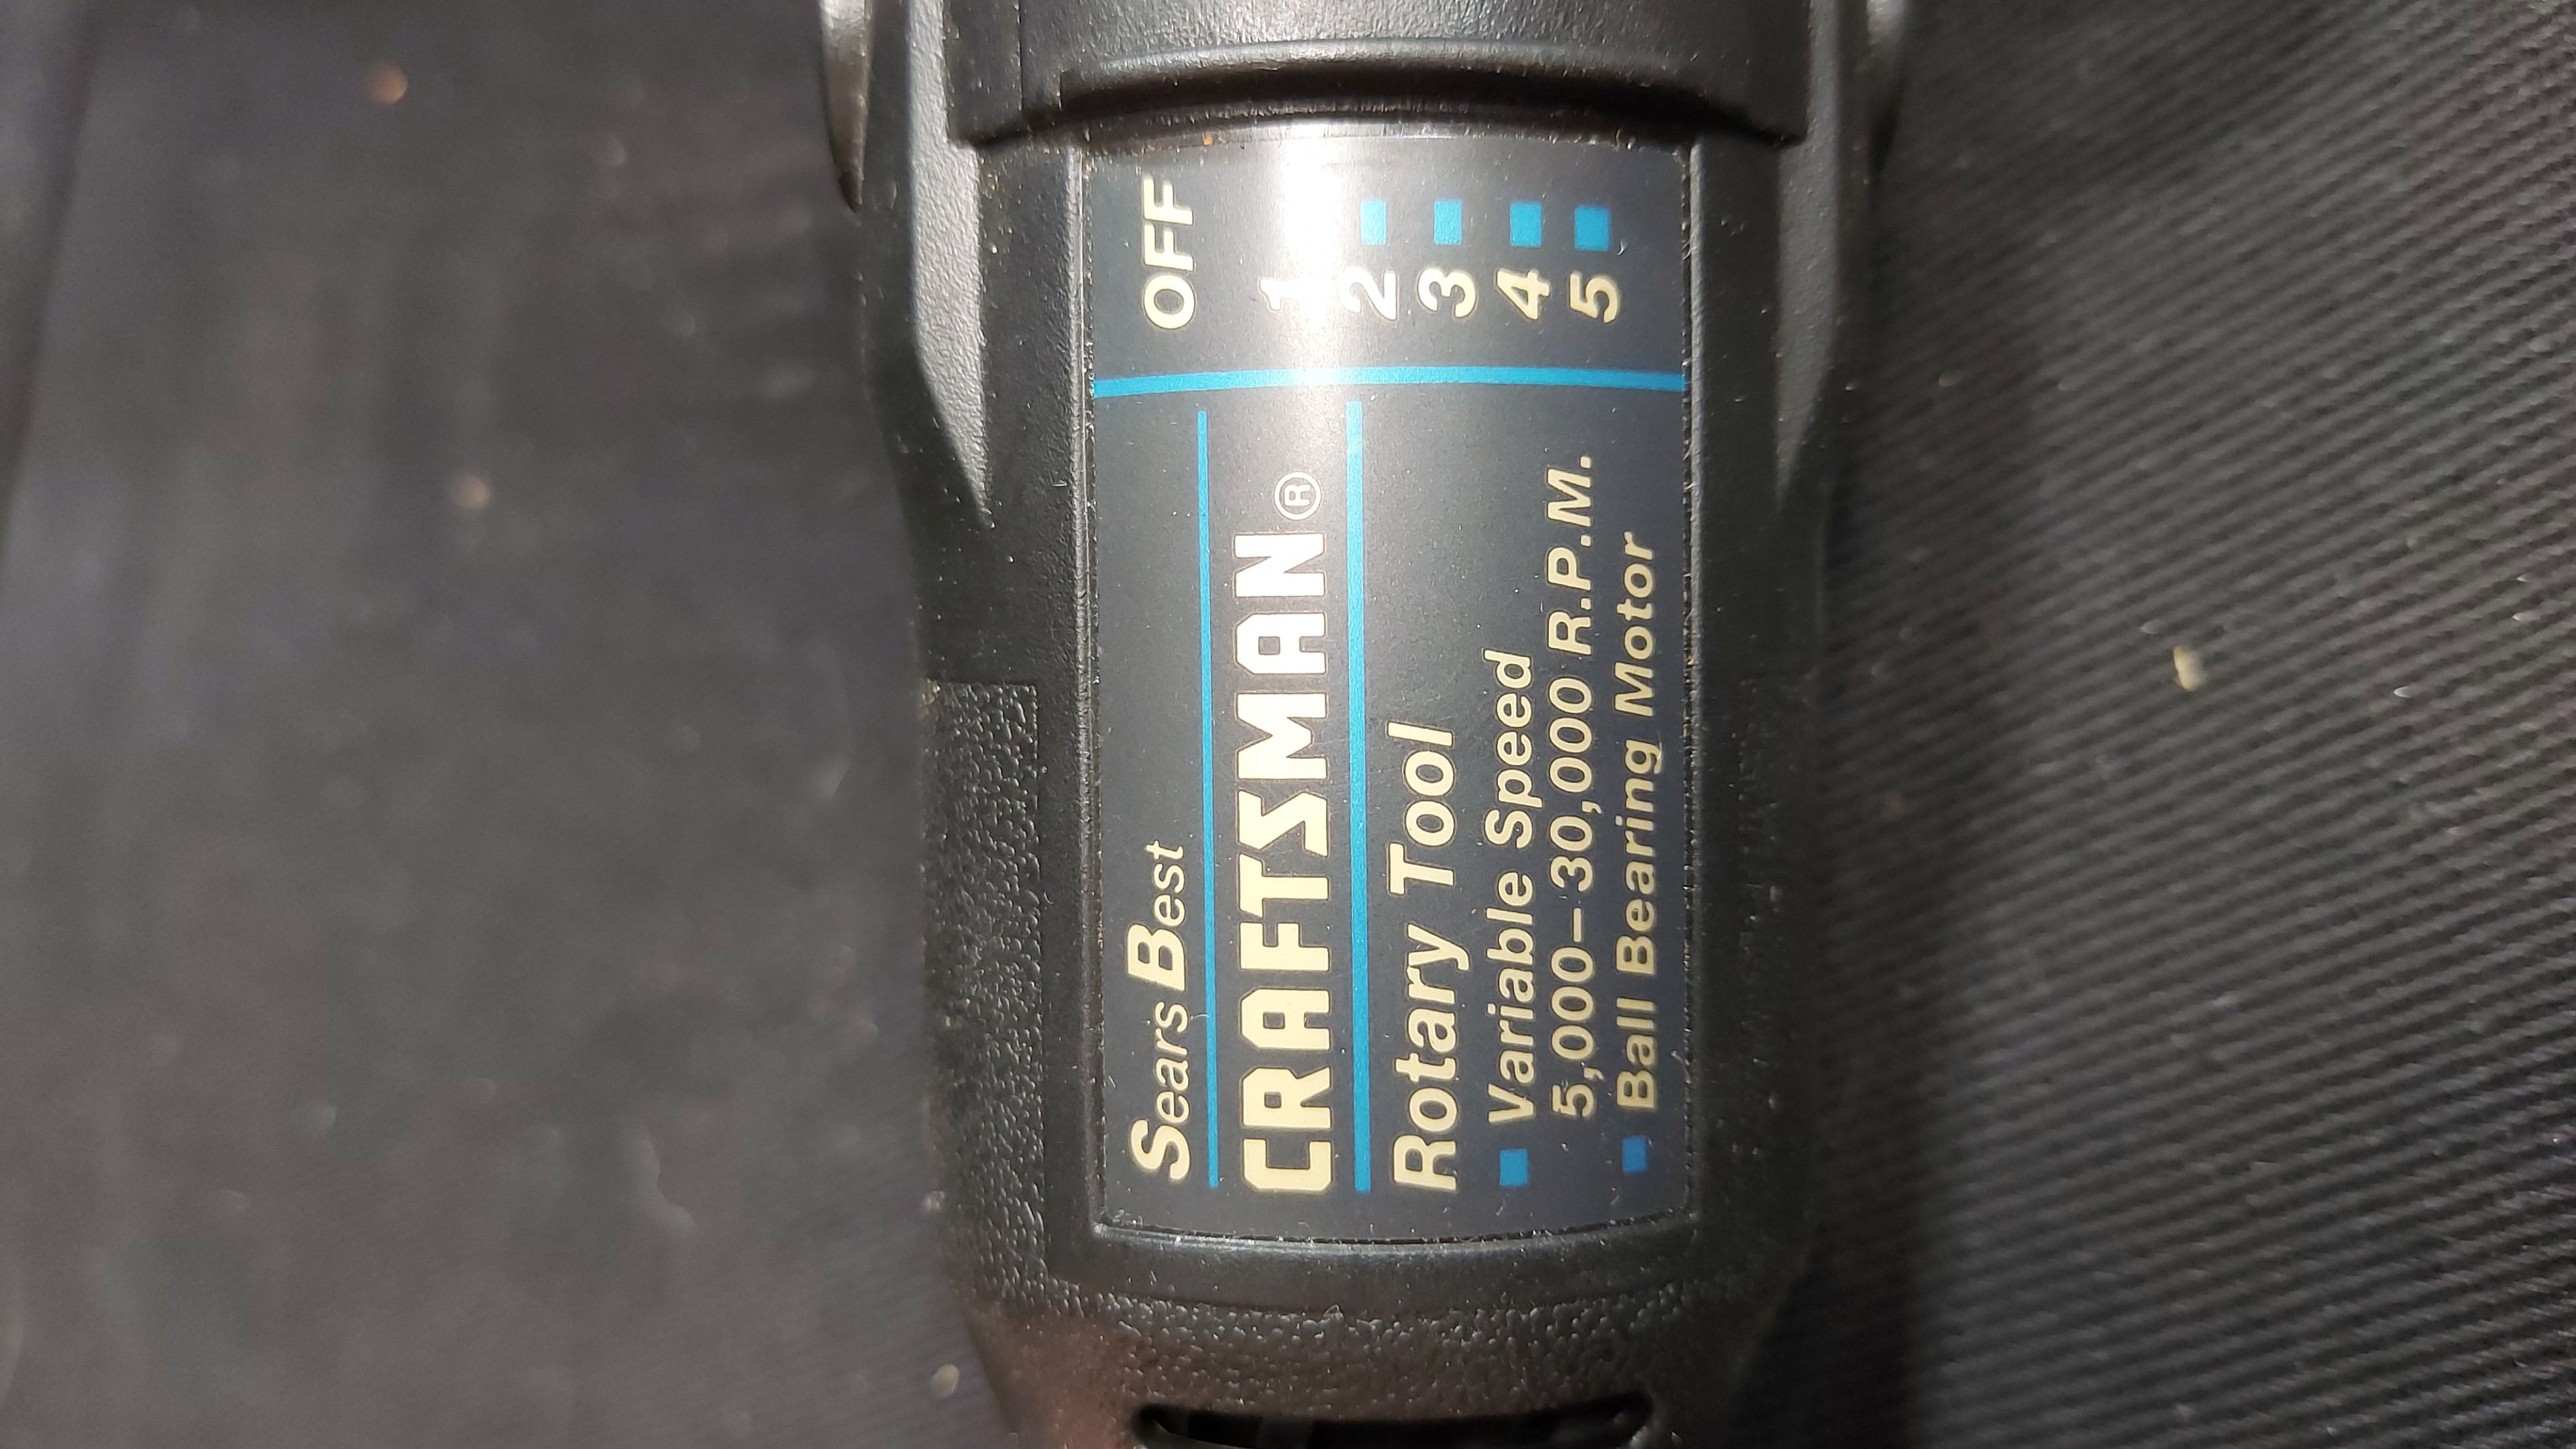 Sears Best
CRAFTSMAN®
Rotary Tool
Variable Speed
5,000–30,000 R.P.M.
Ball Bearing Motor
OFF
1
2
3
4
5